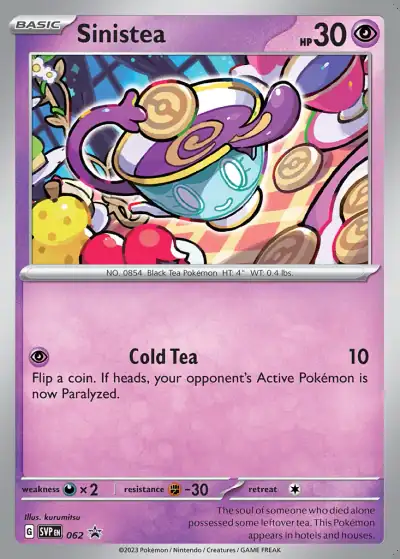 BASIC
Sinistea
HP 30
NO. 0854 Black Tea Pokémon HT: 4" WT: 0.4 lbs.
Cold Tea 10
Flip a coin. If heads, your opponent's Active Pokémon is
now Paralyzed.
weakness ×2 resistance -30 retreat
Illus. kurumitsu
G SVP EN 062
The soul of someone who died alone
possessed some leftover tea. This Pokémon
appears in hotels and houses.
©2023 Pokémon / Nintendo / Creatures / GAME FREAK